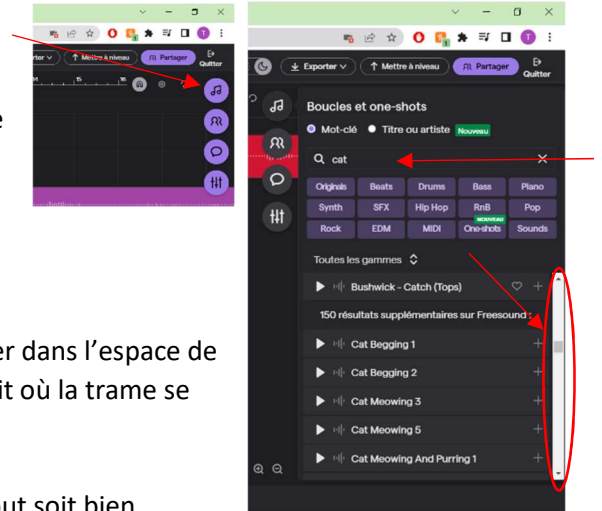 rter
Mettre à niveau
Partager
Quitter
15
16
e
er dans l'espace de
it où la trame se
out soit bien
Exporter
Mettre à niveau
Partager
Quitter
Boucles et one-shots
Mot-clé
Titre ou artiste
Nouveau
cat
Originals Beats Drums Bass Piano
Synth SFX Hip Hop RnB Pop
NOUVEAU
Rock EDM MIDI One-shots Sounds
Toutes les gammes
Bushwick - Catch (Tops)
150 résultats supplémentaires sur Freesound :
Cat Begging 1
Cat Begging 2
Cat Meowing 3
Cat Meowing 5
Cat Meowing And Purring 1